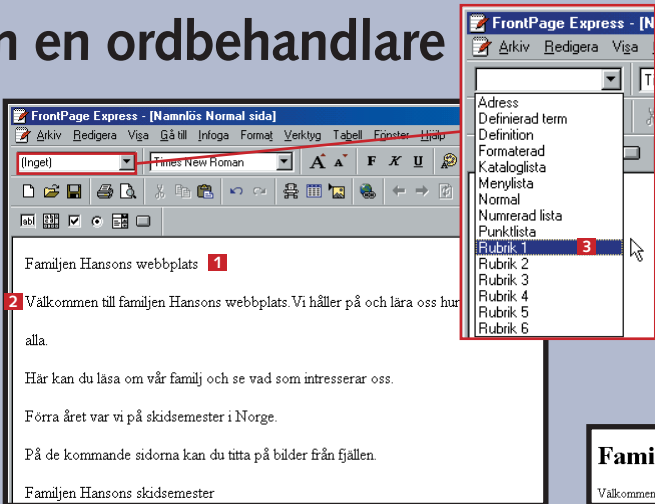 n en ordbehandlare
FrontPage Express - [Namnlös Normal sida]
Arkiv Redigera Visa Gå till Infoga Format Verktyg Tabell Fönster Hjälp
(Inget) Times New Roman A A F K U
Familjen Hansons webbplats 1
2 Välkommen till familjen Hansons webbplats. Vi håller på och lära oss hur
alla.
Här kan du läsa om vår familj och se vad som intresserar oss.
Förra året var vi på skidsemester i Norge.
På de kommande sidorna kan du titta på bilder från fjällen.
Familjen Hansons skidsemester
FrontPage Express - [N
Arkiv Redigera Visa
Adress
Definierad term
Definition
Formaterad
Kataloglista
Menylista
Normal
Numrerad lista
Punktlista
Rubrik 1 3
Rubrik 2
Rubrik 3
Rubrik 4
Rubrik 5
Rubrik 6
Fami
Välkommen